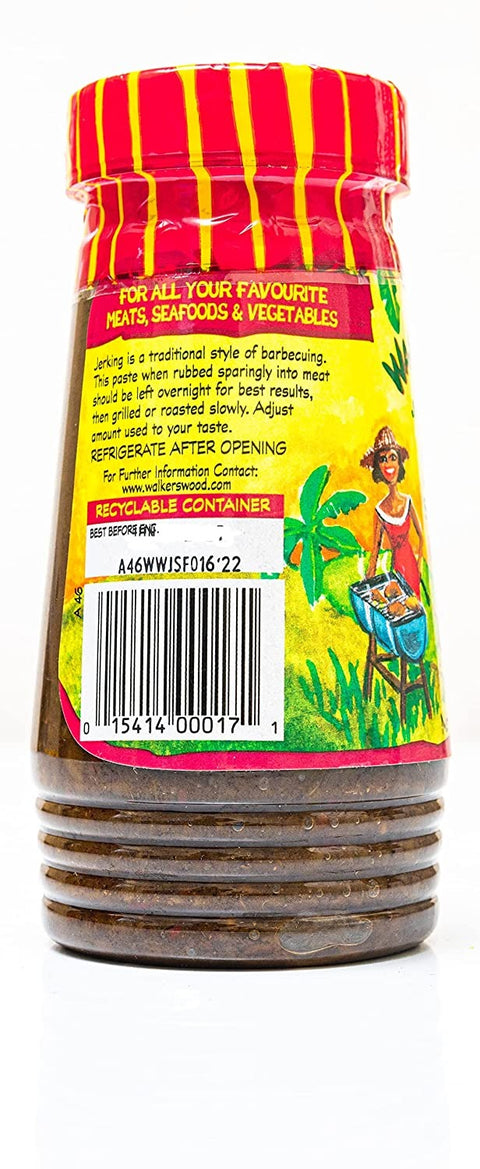 FOR ALL YOUR FAVOURITE
MEATS, SEAFOODS & VEGETABLES
Jerking is a traditional style of barbecuing.
This paste when rubbed sparingly into meat
should be left overnight for best results,
then grilled or roasted slowly. Adjust
amount used to your taste.
REFRIGERATE AFTER OPENING
For Further Information Contact:
www.walkerswood.com
RECYCLABLE CONTAINER
BEST BEFORE ENG.
A46WWJSF016'22
A 46
0 15414 00017 1